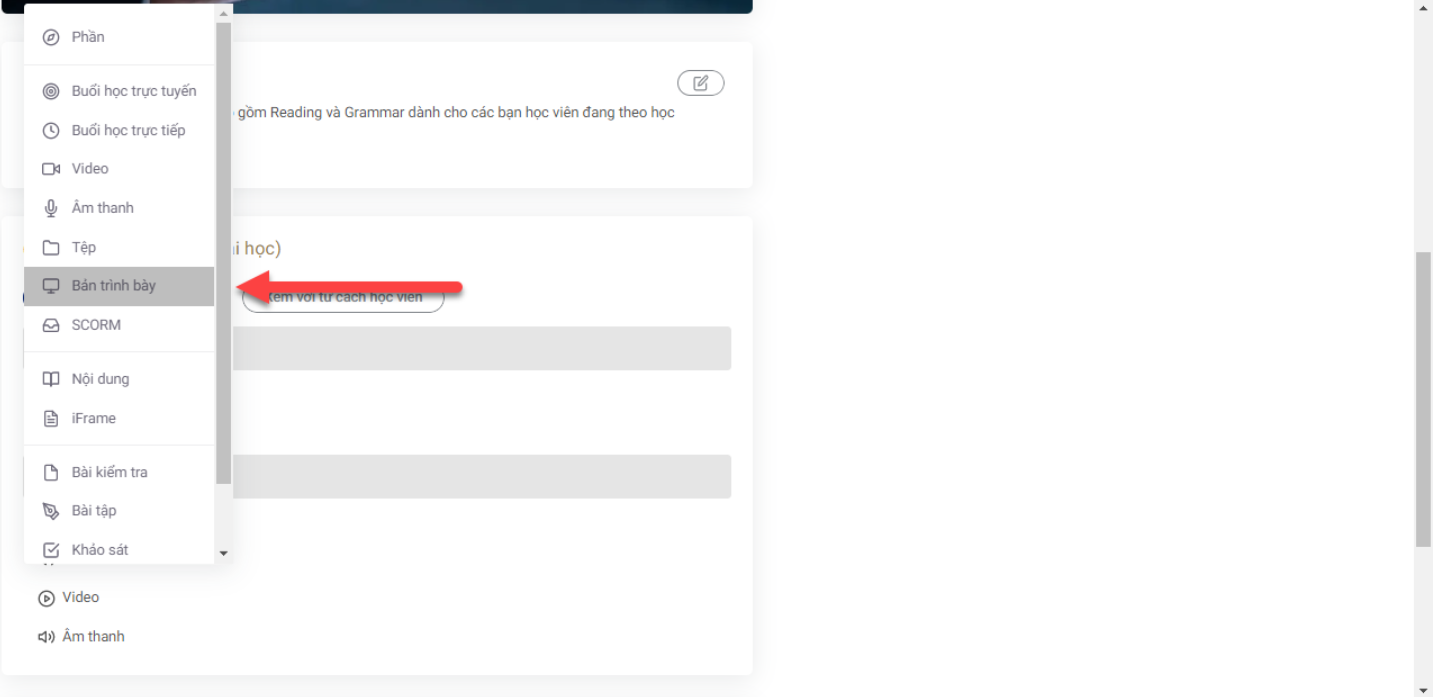 Phần
Buổi học trực tuyến
gồm Reading và Grammar dành cho các bạn học viên đang theo học
Buổi học trực tiếp
Video
Âm thanh
Tệp
i học)
Bản trình bày
Xem với tư cách học viên
SCORM
Nội dung
iFrame
Bài kiểm tra
Bài tập
Khảo sát
Video
Âm thanh